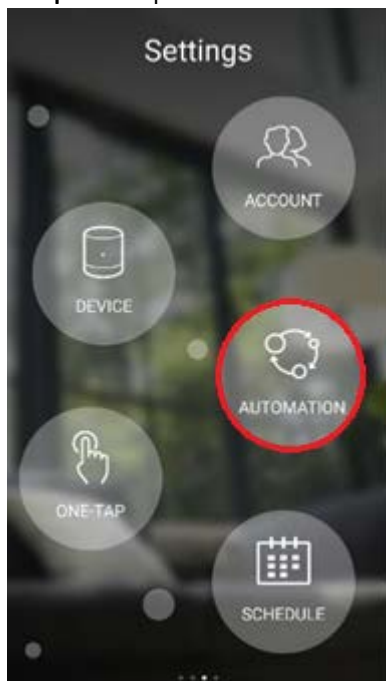 Settings
ACCOUNT
DEVICE
AUTOMATION
ONE-TAP
SCHEDULE